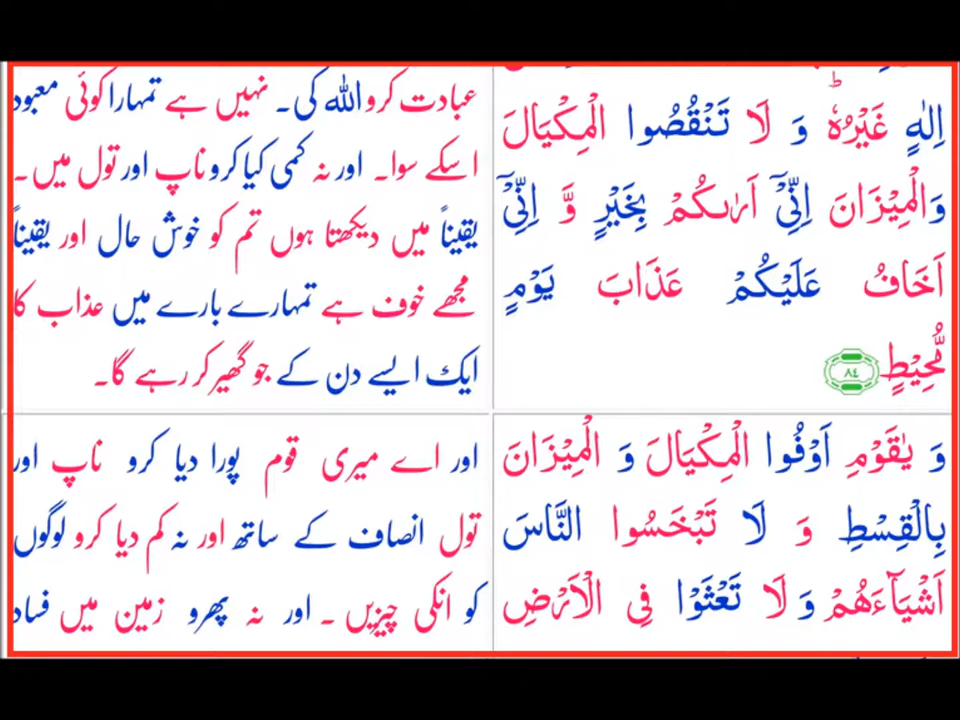 اِلٰهٍ غَيْرُهٗ ؕ وَ لَا تَنْقُصُوا الْمِكْيَالَ
وَالْمِيْزَانَ اِنِّيْۤ اَرٰىكُمْ بِخَيْرٍ وَّ اِنِّيْۤ
اَخَافُ عَلَيْكُمْ عَذَابَ يَوْمٍ
مُّحِيْطٍ ٨٤
عبادت کرو اللہ کی۔ نہیں ہے تمہارا کوئی معبود
اسکے سوا۔ اور نہ کمی کیا کرو ناپ اور تول میں۔
یقیناً میں دیکھتا ہوں تم کو خوش حال اور یقیناً
مجھے خوف ہے تمہارے بارے میں عذاب کا
ایک ایسے دن کے جو گھیر کر رہے گا۔
وَ يٰقَوْمِ اَوْفُوا الْمِكْيَالَ وَ الْمِيْزَانَ
بِالْقِسْطِ وَ لَا تَبْخَسُوا النَّاسَ
اَشْيَآءَهُمْ وَ لَا تَعْثَوْا فِي الْاَرْضِ
اور اے میری قوم پورا دیا کرو ناپ اور
تول انصاف کے ساتھ اور نہ کم دیا کرو لوگوں
کو انکی چیزیں۔ اور نہ پھرو زمین میں فساد